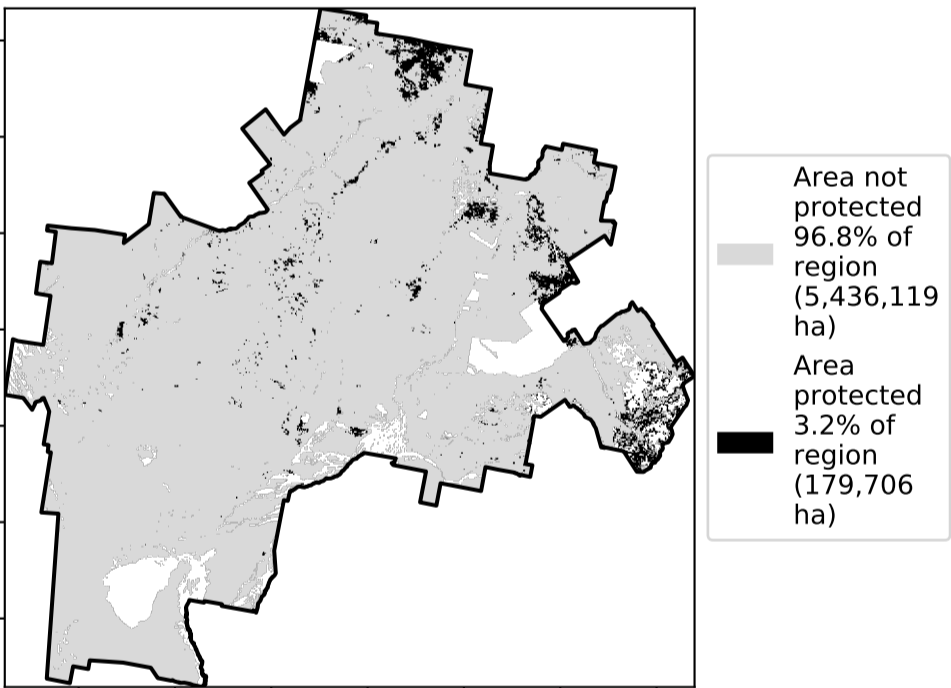 Area not
protected
96.8% of
region
(5,436,119
ha)
Area
protected
3.2% of
region
(179,706
ha)